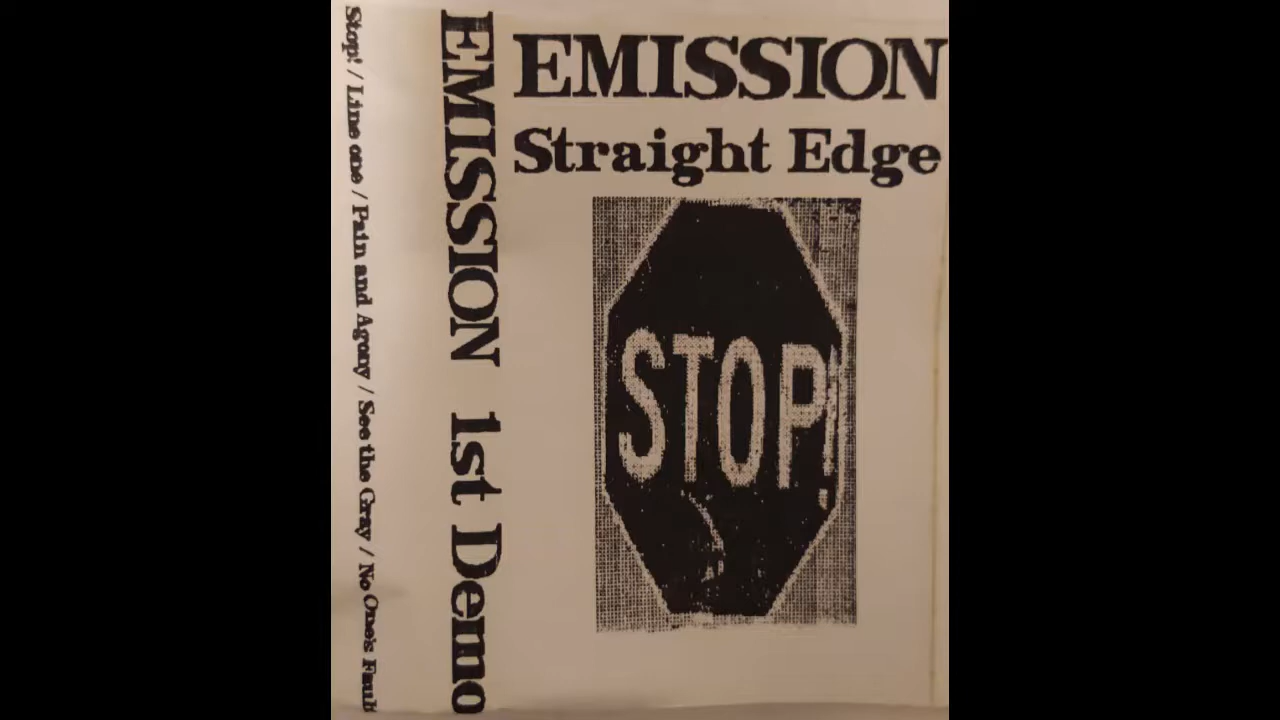 EMISSION
Straight Edge
STOP!
EMISSION 1st Demo
Stop! / Line one / Pain and Agony / See the Gray / No One's Fault